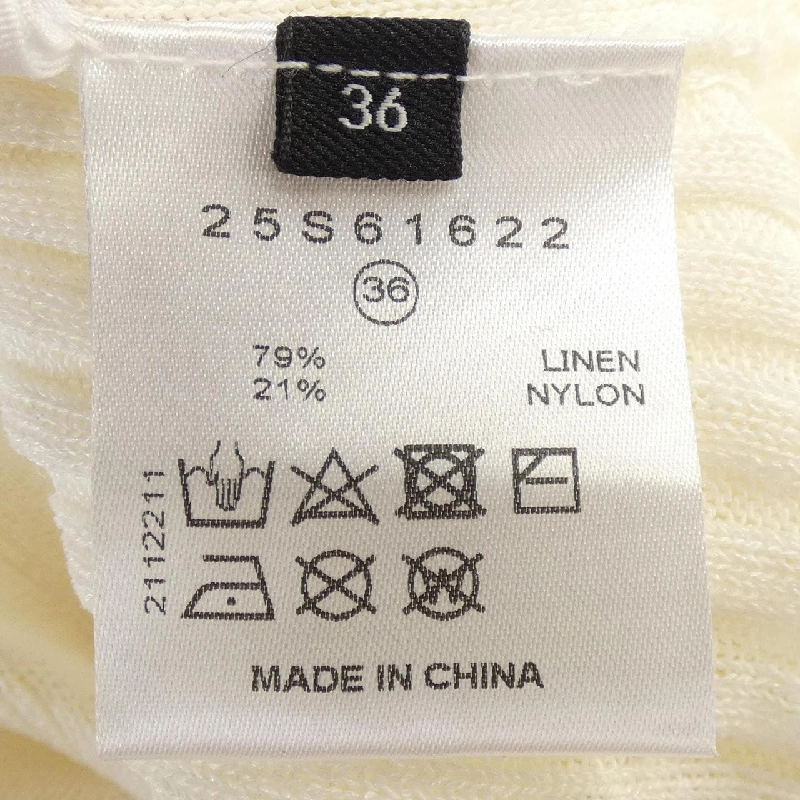 36
25S61622
36
79% LINEN
21% NYLON
2112211
W
MADE IN CHINA